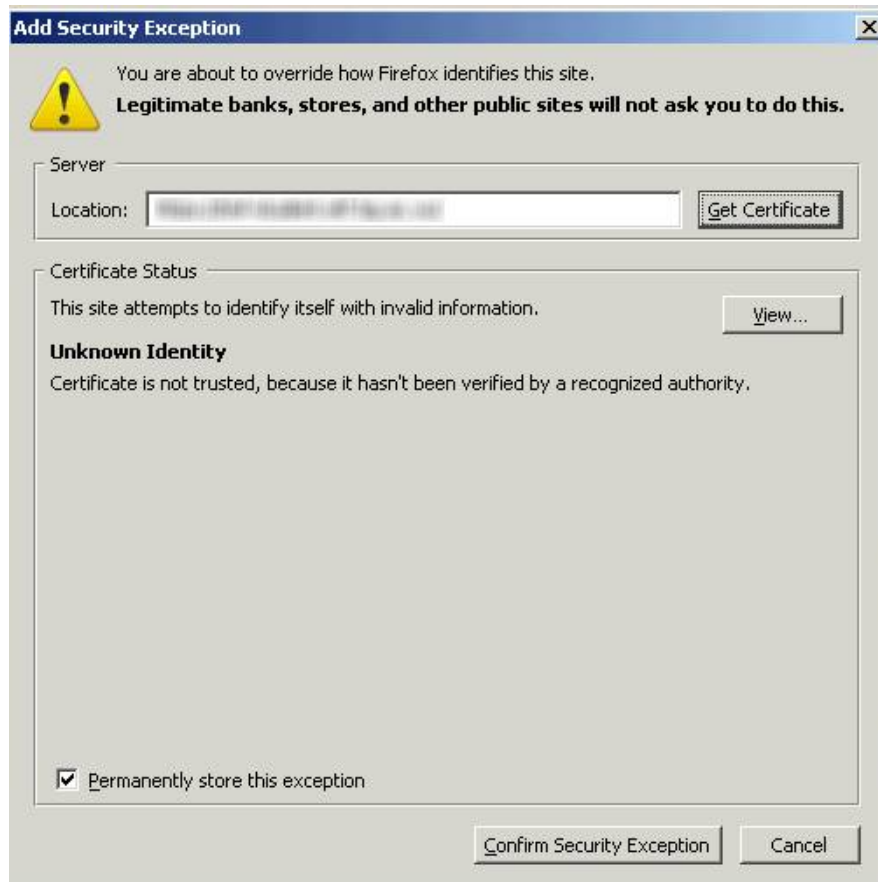 Add Security Exception
You are about to override how Firefox identifies this site.
Legitimate banks, stores, and other public sites will not ask you to do this.
Server
Location:
Get Certificate
Certificate Status
This site attempts to identify itself with invalid information.
View...
Unknown Identity
Certificate is not trusted, because it hasn't been verified by a recognized authority.
Permanently store this exception
Confirm Security Exception
Cancel